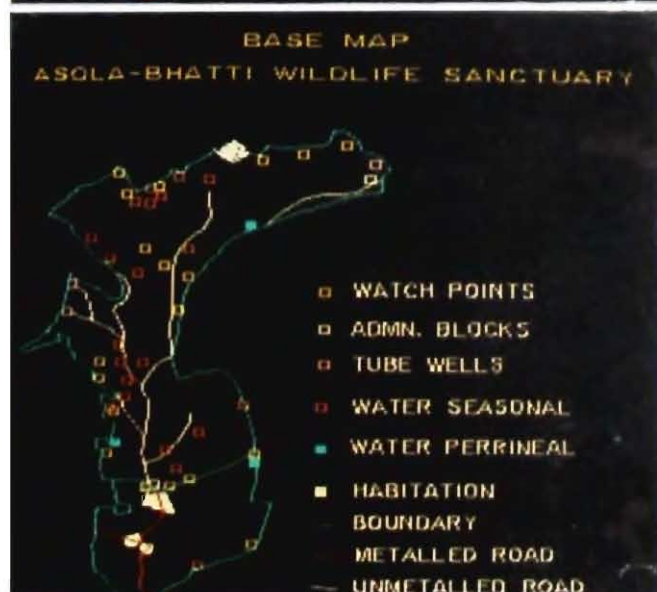 BASE MAP
ASOLA-BHATTI WILDLIFE SANCTUARY
WATCH POINTS
ADMN. BLOCKS
TUBE WELLS
WATER SEASONAL
WATER PERRINEAL
HABITATION
BOUNDARY
METALLED ROAD
UNMETALLED ROAD